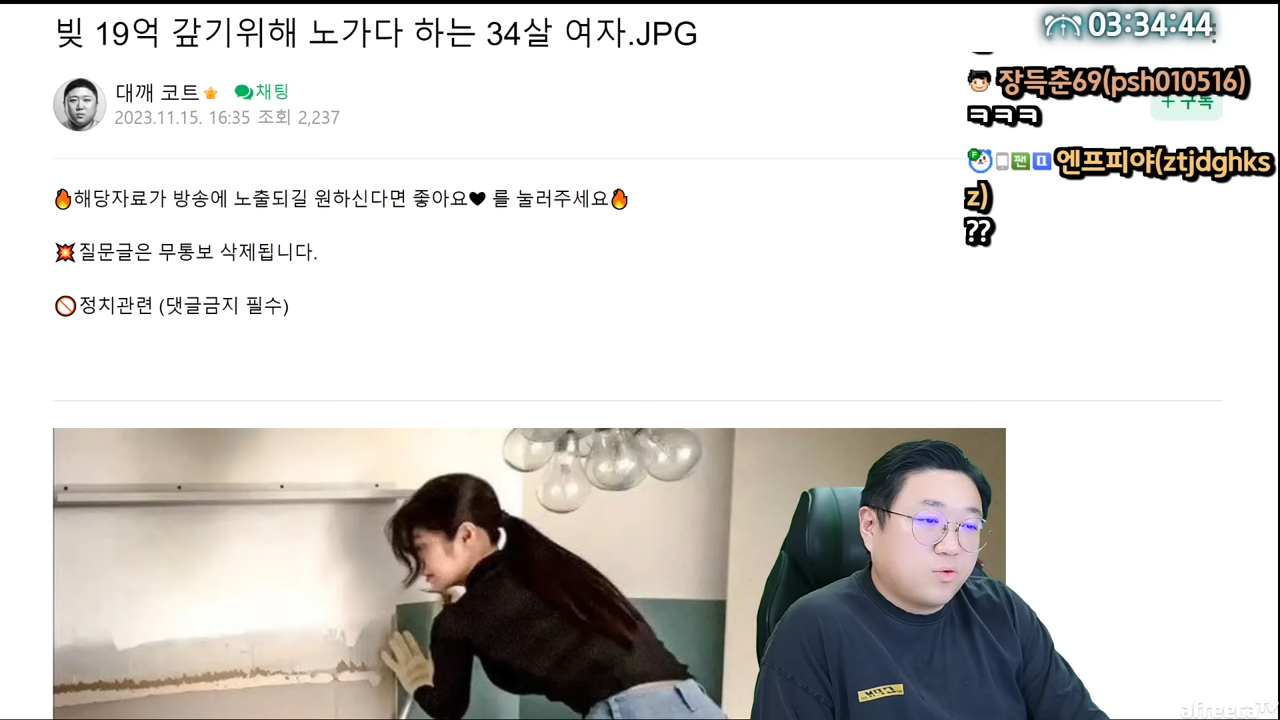 빚 19억 갚기위해 노가다 하는 34살 여자.JPG
03:34:44
대깨 코트
채팅
2023.11.15. 16:35 조회 2,237
장득춘69(psh010516)
ㅋㅋㅋ
+ 구독
팬
엔프피야(ztjdghks
z)
??
🔥해당자료가 방송에 노출되길 원하신다면 좋아요🖤 를 눌러주세요🔥
💥질문글은 무통보 삭제됩니다.
🚫정치관련 (댓글금지 필수)
afreecaTV